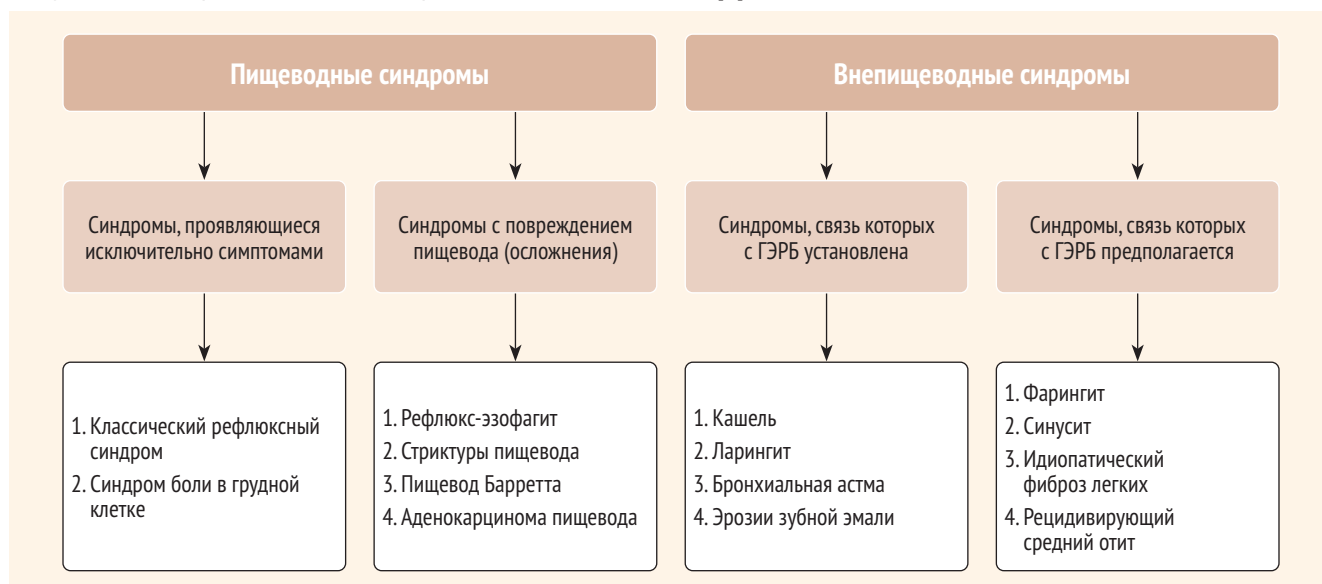 Пищеводные синдромы
Внепищеводные синдромы
Синдромы, проявляющиеся
исключительно симптомами
Синдромы с повреждением
пищевода (осложнения)
Синдромы, связь которых
с ГЭРБ установлена
Синдромы, связь которых
с ГЭРБ предполагается
1. Классический рефлюксный
синдром
2. Синдром боли в грудной
клетке
1. Рефлюкс-эзофагит
2. Стриктуры пищевода
3. Пищевод Барретта
4. Аденокарцинома пищевода
1. Кашель
2. Ларингит
3. Бронхиальная астма
4. Эрозии зубной эмали
1. Фарингит
2. Синусит
3. Идиопатический
фиброз легких
4. Рецидивирующий
средний отит